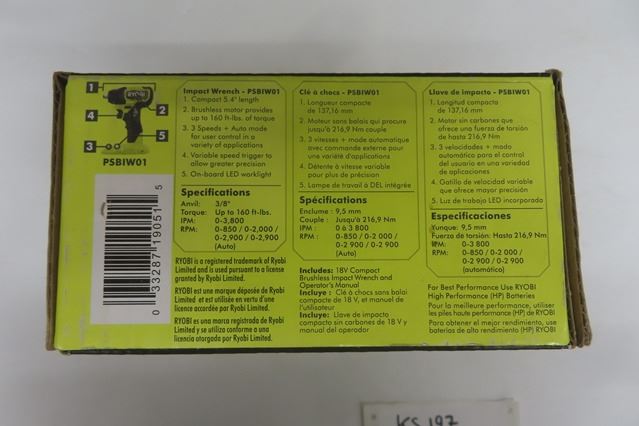 1
2
4
5
3
RYOBI
PSBIW01
0 33287 19051 5
Impact Wrench - PSBIW01
1. Compact 5.4" length
2. Brushless motor provides
up to 160 ft-lbs. of torque
3. 3 Speeds + Auto mode
for user control in a
variety of applications
4. Variable speed trigger to
allow greater precision
5. On-board LED worklight
Specifications
Anvil: 3/8"
Torque: Up to 160 ft-lbs.
IPM: 0-3,800
RPM: 0-850 / 0-2,000 /
0-2,900 / 0-2,900
(Auto)
RYOBI is a registered trademark of Ryobi
Limited and is used pursuant to a license
granted by Ryobi Limited.
RYOBI est une marque déposée de Ryobi
Limited et est utilisée en vertu d'une
licence accordée par Ryobi Limited.
RYOBI es una marca registrada de Ryobi
Limited y se utiliza conforme a una
licencia otorgada por Ryobi Limited.
Clé à chocs - PSBIW01
1. Longueur compacte
de 137,16 mm
2. Moteur sans balais qui procure
jusqu'à 216,9 Nm couple
3. 3 vitesses + mode automatique
avec commande externe pour
une variété d'applications
4. Détente à vitesse variable
pour plus de précision
5. Lampe de travail à DEL intégrée
Spécifications
Enclume : 9,5 mm
Couple : Jusqu'à 216,9 Nm
IPM : 0 à 3 800
RPM: 0-850 / 0-2 000 /
0-2 900 / 0-2 900
(Auto)
Includes: 18V Compact
Brushless Impact Wrench and
Operator's Manual
Incluye : Clé à chocs sans balais
compacte de 18 V, et manuel de
l'utilisateur
Incluye: Llave de impacto
compacta sin carbones de 18 V y
manual del operador
Llave de impacto - PSBIW01
1. Longitud compacta
de 137,16 mm
2. Motor sin carbones que
ofrece una fuerza de torsión
de hasta 216,9 Nm
3. 3 velocidades + modo
automático para el control
del usuario en una variedad
de aplicaciones
4. Gatillo de velocidad variable
que ofrece mayor precisión
5. Luz de trabajo LED incorporada
Especificaciones
Yunque: 9,5 mm
Fuerza de torsión: Hasta 216,9 Nm
IPM: 0-3 800
RPM: 0-850 / 0-2 000 /
0-2 900 / 0-2 900
(automático)
For Best Performance Use RYOBI
High Performance (HP) Batteries
Pour la meilleure performance, utiliser
les piles haute performance (HP) de RYOBI
Para obtener el mejor rendimiento, use
baterías de alto rendimiento (HP) RYOBI
KS 197